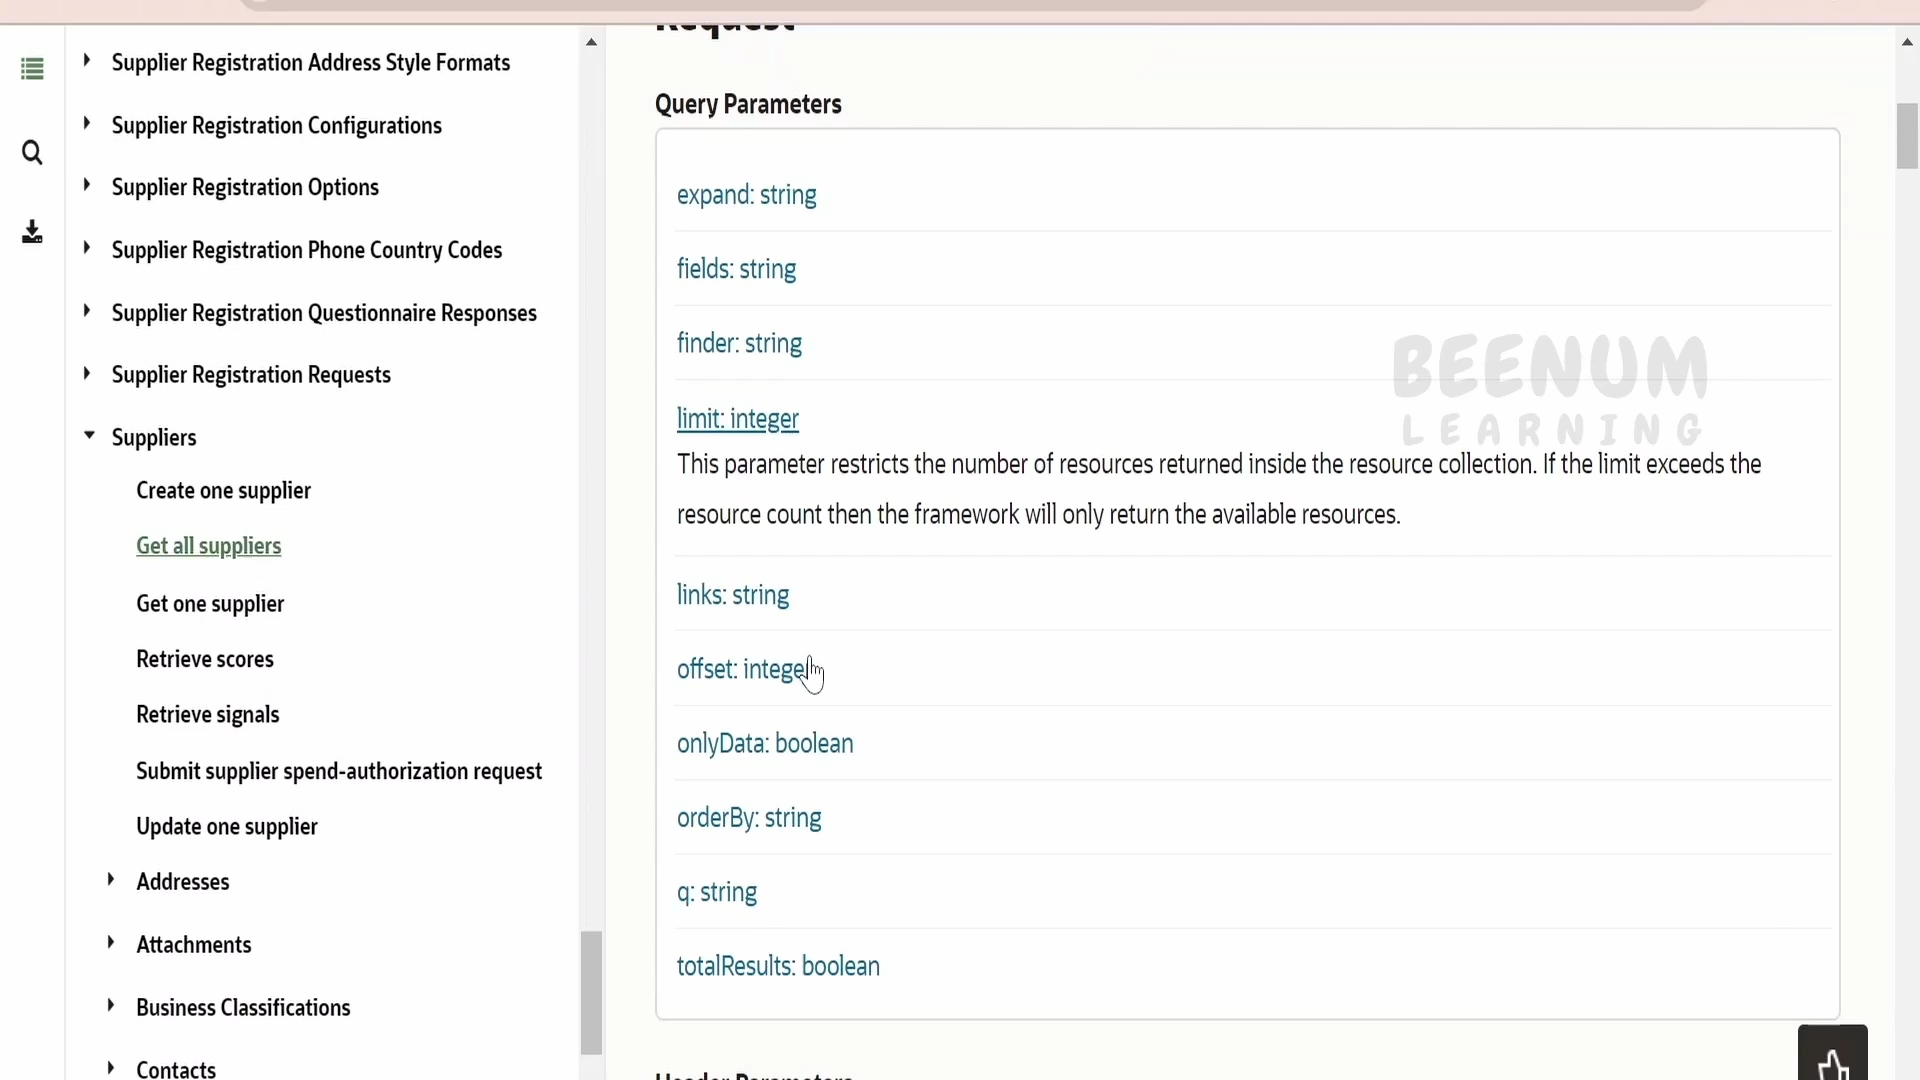 Supplier Registration Address Style Formats
Supplier Registration Configurations
Supplier Registration Options
Supplier Registration Phone Country Codes
Supplier Registration Questionnaire Responses
Supplier Registration Requests
Suppliers
Create one supplier
Get all suppliers
Get one supplier
Retrieve scores
Retrieve signals
Submit supplier spend-authorization request
Update one supplier
Addresses
Attachments
Business Classifications
Contacts
Request
Query Parameters
expand: string
fields: string
finder: string
limit: integer
This parameter restricts the number of resources returned inside the resource collection. If the limit exceeds the
resource count then the framework will only return the available resources.
links: string
offset: integer
onlyData: boolean
orderBy: string
q: string
totalResults: boolean
Header Parameters
BEENUM
LEARNING